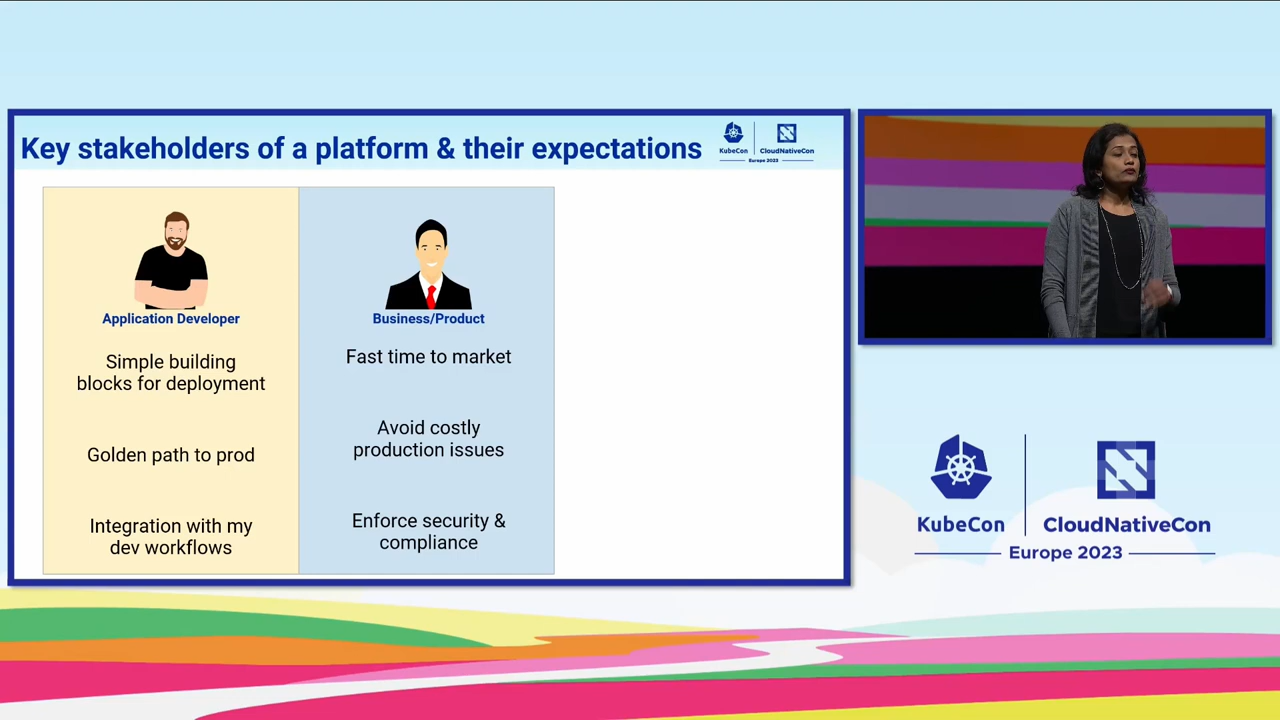 Key stakeholders of a platform & their expectations
KubeCon
CloudNativeCon
Europe 2023
Application Developer
Simple building
blocks for deployment
Golden path to prod
Integration with my
dev workflows
Business/Product
Fast time to market
Avoid costly
production issues
Enforce security &
compliance
KubeCon
CloudNativeCon
Europe 2023